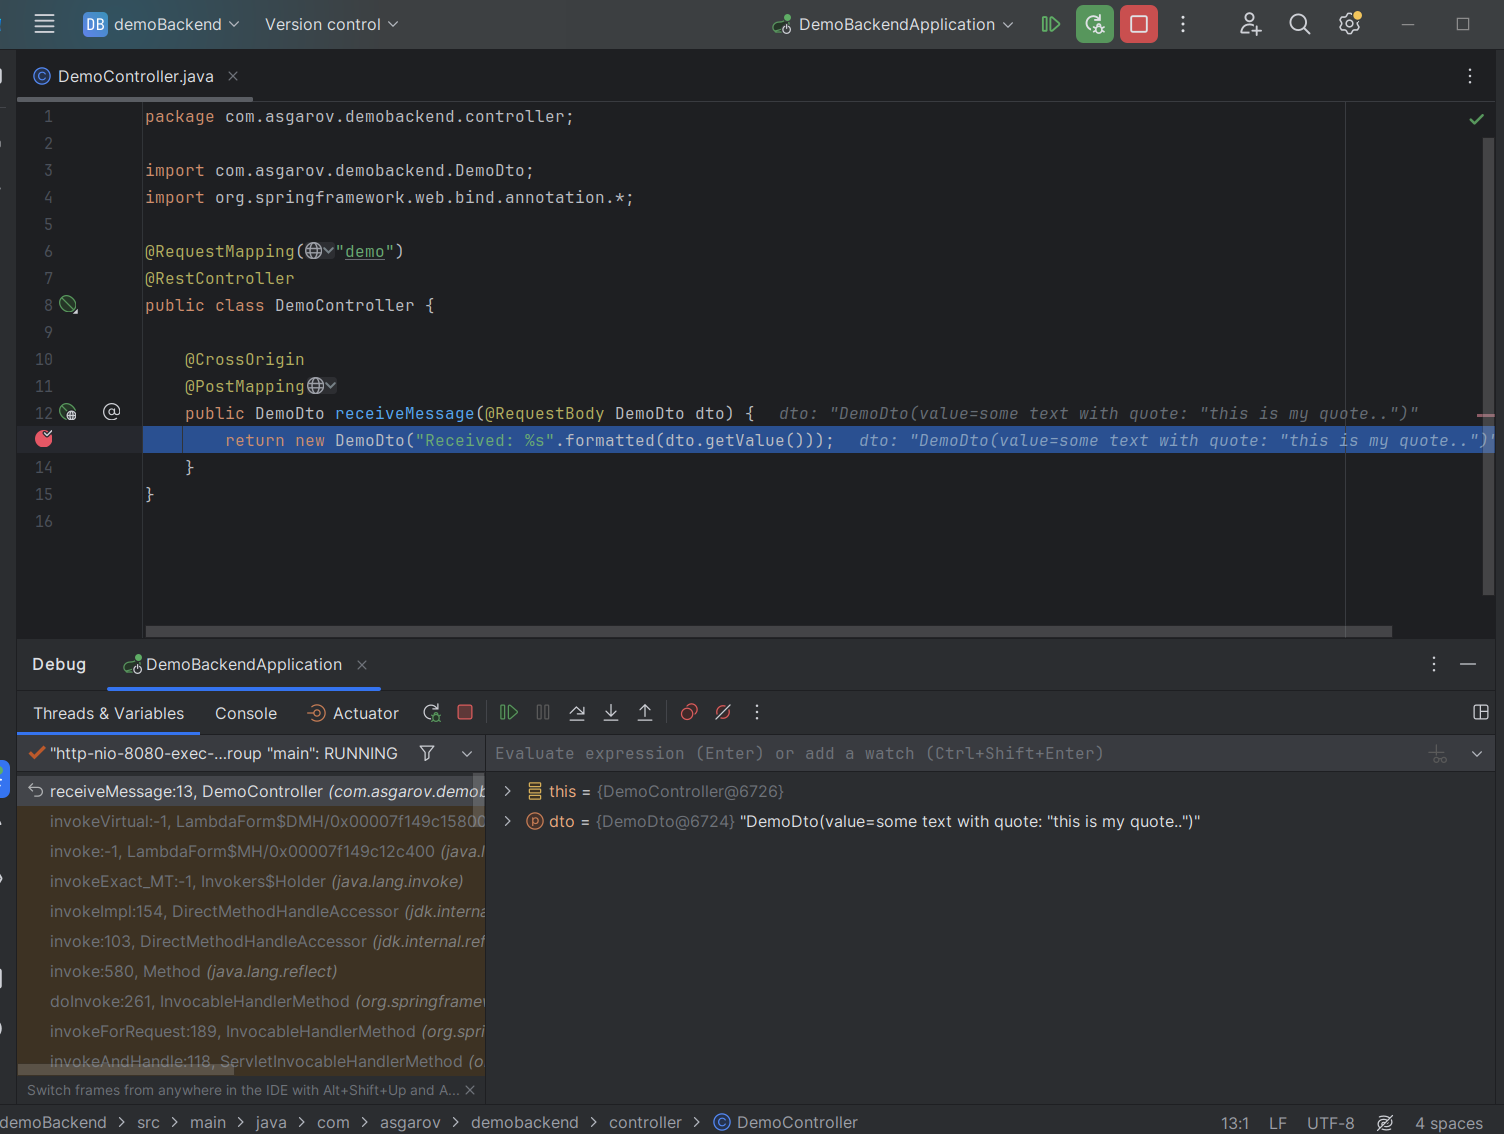 DB demoBackend Version control DemoBackendApplication
DemoController.java
1 package com.asgarov.demobackend.controller;
2
3 import com.asgarov.demobackend.DemoDto;
4 import org.springframework.web.bind.annotation.*;
5
6 @RequestMapping("demo")
7 @RestController
8 public class DemoController {
9
10 @CrossOrigin
11 @PostMapping
12 @ public DemoDto receiveMessage(@RequestBody DemoDto dto) { dto: "DemoDto(value=some text with quote: "this is my quote..")"
return new DemoDto("Received: %s".formatted(dto.getValue())); dto: "DemoDto(value=some text with quote: "this is my quote..")"
14 }
15 }
16
Debug DemoBackendApplication
Threads & Variables Console Actuator
"http-nio-8080-exec-...roup "main": RUNNING
Evaluate expression (Enter) or add a watch (Ctrl+Shift+Enter)
receiveMessage:13, DemoController (com.asgarov.demob
invokeVirtual:-1, LambdaForm$DMH/0x00007f149c15800
invoke:-1, LambdaForm$MH/0x00007f149c12c400 (java.l
invokeExact_MT:-1, Invokers$Holder (java.lang.invoke)
invokeImpl:154, DirectMethodHandleAccessor (jdk.interna
invoke:103, DirectMethodHandleAccessor (jdk.internal.ref
invoke:580, Method (java.lang.reflect)
doInvoke:261, InvocableHandlerMethod (org.springframew
invokeForRequest:189, InvocableHandlerMethod (org.spri
invokeAndHandle:118, ServletInvocableHandlerMethod (o
Switch frames from anywhere in the IDE with Alt+Shift+Up and A...
this = {DemoController@6726}
dto = {DemoDto@6724} "DemoDto(value=some text with quote: "this is my quote..")"
demoBackend > src > main > java > com > asgarov > demobackend > controller > DemoController
13:1 LF UTF-8 4 spaces